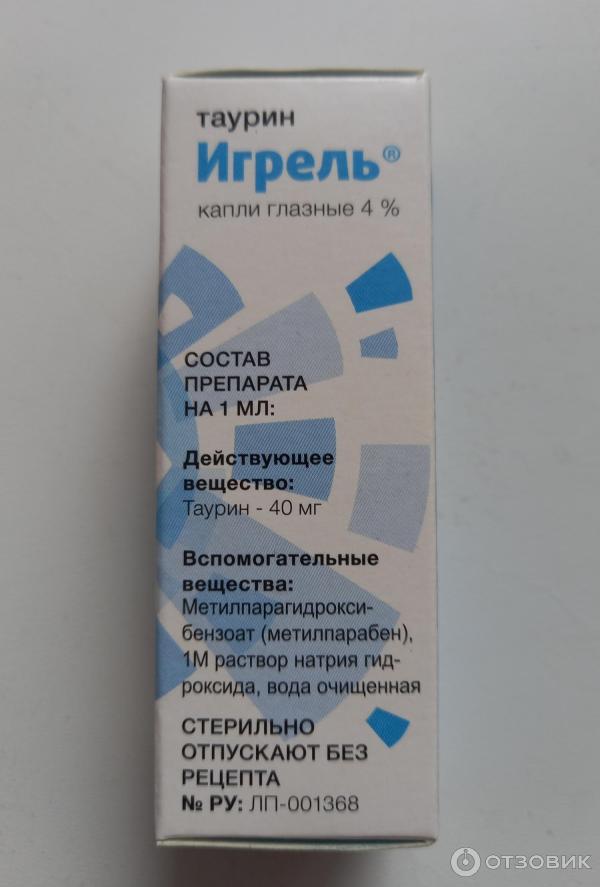 таурин
Игрель®
капли глазные 4 %
СОСТАВ
ПРЕПАРАТА
НА 1 МЛ:
Действующее
вещество:
Таурин - 40 мг
Вспомогательные
вещества:
Метилпарагидрокси-
бензоат (метилпарабен),
1М раствор натрия гид-
роксида, вода очищенная
СТЕРИЛЬНО
ОТПУСКАЮТ БЕЗ
РЕЦЕПТА
№ РУ: ЛП-001368
ОТЗОВИК